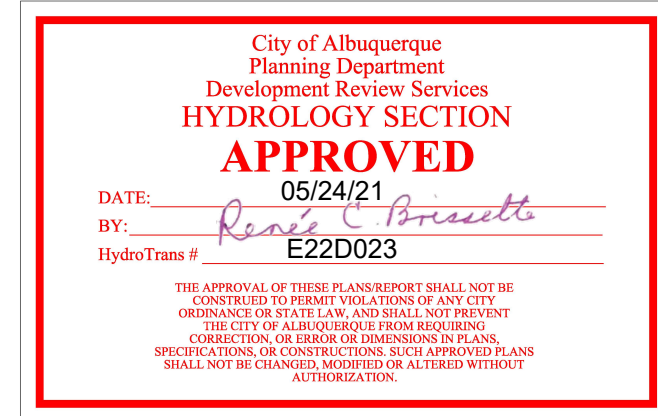 City of Albuquerque
Planning Department
Development Review Services
HYDROLOGY SECTION
APPROVED
DATE: 05/24/21
BY: Renée C. Brissette
HydroTrans # E22D023
THE APPROVAL OF THESE PLANS/REPORT SHALL NOT BE
CONSTRUED TO PERMIT VIOLATIONS OF ANY CITY
ORDINANCE OR STATE LAW, AND SHALL NOT PREVENT
THE CITY OF ALBUQUERQUE FROM REQUIRING
CORRECTION, OR ERROR OR DIMENSIONS IN PLANS,
SPECIFICATIONS, OR CONSTRUCTIONS. SUCH APPROVED PLANS
SHALL NOT BE CHANGED, MODIFIED OR ALTERED WITHOUT
AUTHORIZATION.